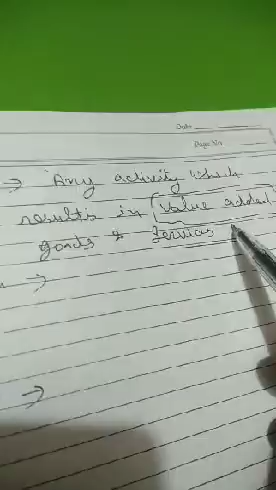 Date
Page No.
→ Any activity which
results in (value added
goods & services
→
→